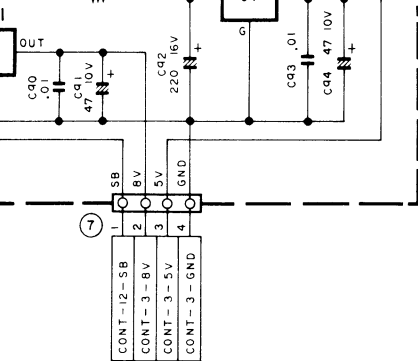 I
OUT
G
C90 .01
C91 47 10V +
C92 220 16V +
C93 .01
C94 47 10V +
SB
8V
5V
GND
7
1
2
3
4
CONT-12-SB
CONT-3-8V
CONT-3-5V
CONT-3-GND